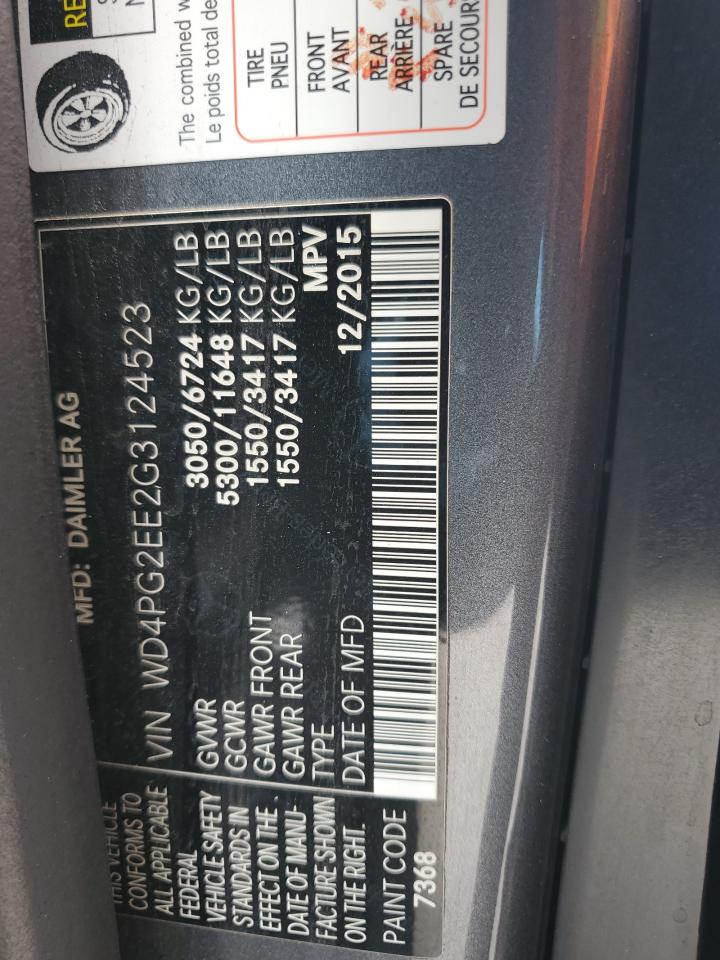 MFD: DAIMLER AG
VIN WD4PG2EE2G3124523
GVWR 3050/6724 KG/LB
GCWR 5300/11648 KG/LB
GAWR FRONT 1550/3417 KG/LB
GAWR REAR 1550/3417 KG/LB
TYPE MPV
DATE OF MFD 12/2015
THIS VEHICLE
CONFORMS TO
ALL APPLICABLE
FEDERAL
VEHICLE SAFETY
STANDARDS IN
EFFECT ON THE
DATE OF MANU-
FACTURE SHOWN
ON THE RIGHT.
PAINT CODE
7368
The combined
Le poids total de
TIRE
PNEU
FRONT
AVANT
REAR
ARRIÈRE
SPARE
DE SECOURS